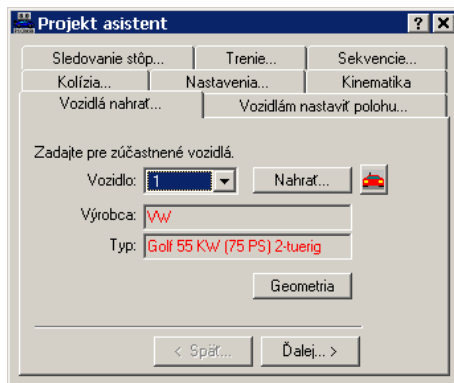 Projekt asistent
Sledovanie stôp... Trenie... Sekvencie...
Kolízia... Nastavenia... Kinematika
Vozidlá nahrať... Vozidlám nastaviť polohu...
Zadajte pre zúčastnené vozidlá.
Vozidlo: 1 Nahrať...
Výrobca: VW
Typ: Golf 55 KW (75 PS) 2-tuerig
Geometria
< Späť... Ďalej... >